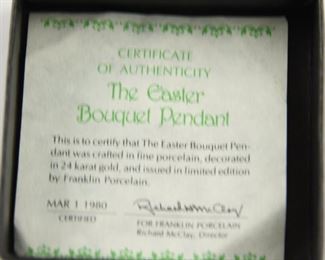 CERTIFICATE
OF AUTHENTICITY
The Easter
Bouquet Pendant
This is to certify that The Easter Bouquet Pen-
dant was crafted in fine porcelain, decorated
in 24 karat gold, and issued in limited edition
by Franklin Porcelain.
MAR 1 1980 Richard McClay
CERTIFIED FOR FRANKLIN PORCELAIN
Richard McClay, Director